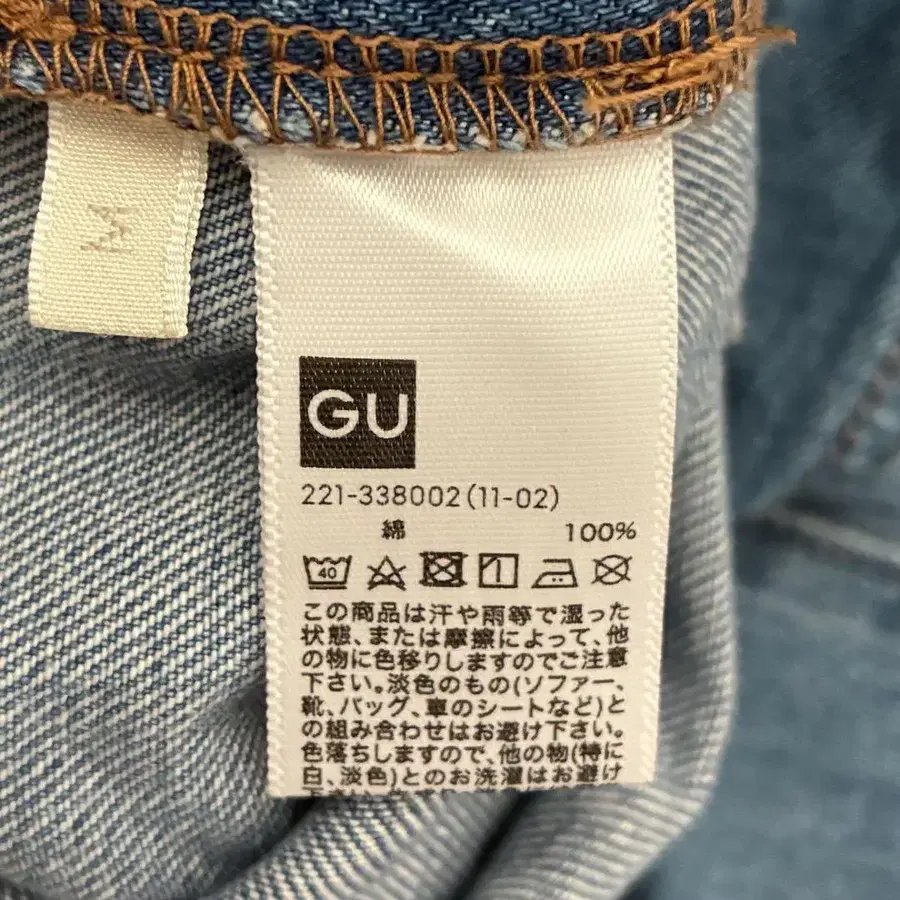 M
GU
221-338002(11-02)
綿 100%
40
この商品は汗や雨等で湿った
状態、または摩擦によって、他
の物に色移りしますのでご注意
下さい。淡色のもの(ソファー、
靴、バッグ、車のシートなど)と
の組み合わせはお避け下さい。
色落ちしますので、他の物(特に
白、淡色)とのお洗濯はお避け